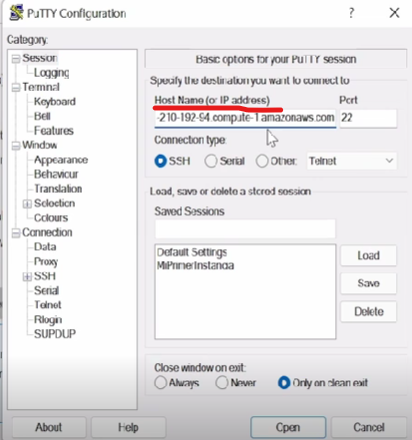 PuTTY Configuration
?
Category:
Session
Logging
Terminal
Keyboard
Bell
Features
Window
Appearance
Behaviour
Translation
Selection
Colours
Connection
Data
Proxy
SSH
Serial
Telnet
Rlogin
SUPDUP
Basic options for your PuTTY session
Specify the destination you want to connect to
Host Name (or IP address) Port
-210-192-64.compute-1.amazonaws.com 22
Connection type:
SSH Serial Other: Telnet
Load, save or delete a stored session
Saved Sessions
Default Settings
MiPrimerInstancia
Load
Save
Delete
Close window on exit:
Always Never Only on clean exit
About Help Open Cancel